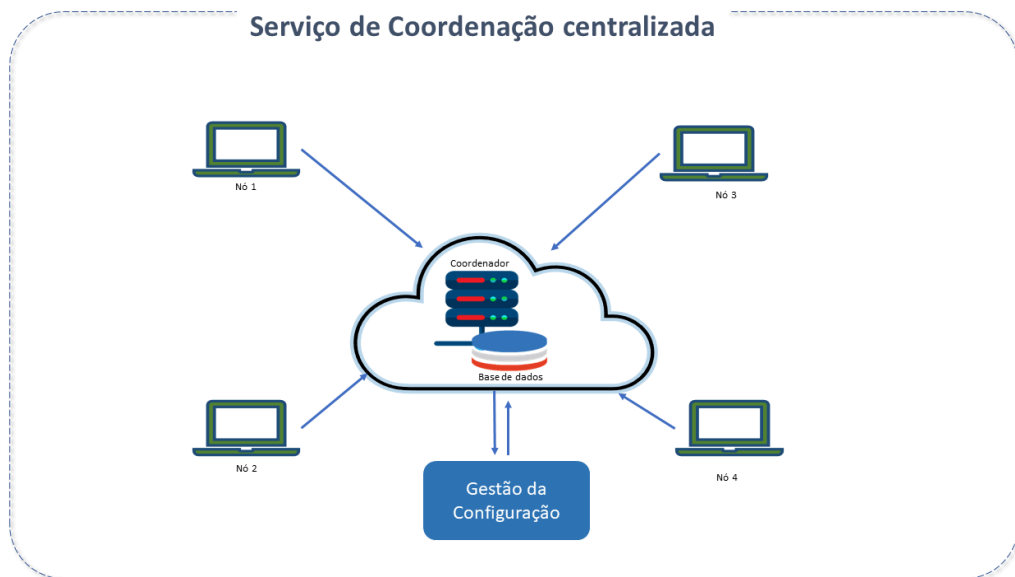 Serviço de Coordenação centralizada
Nó 1
Nó 3
Coordenador
Base de dados
Nó 2
Nó 4
Gestão da
Configuração